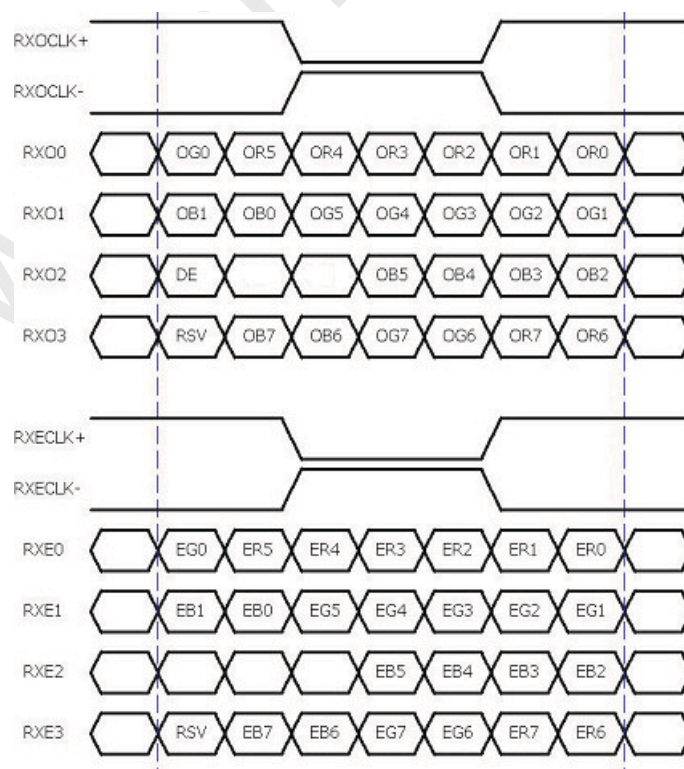 RXOCLK+
RXOCLK-
RXO0 OG0 OR5 OR4 OR3 OR2 OR1 OR0
RXO1 OB1 OB0 OG5 OG4 OG3 OG2 OG1
RXO2 DE OB5 OB4 OB3 OB2
RXO3 RSV OB7 OB6 OG7 OG6 OR7 OR6
RXECLK+
RXECLK-
RXE0 EG0 ER5 ER4 ER3 ER2 ER1 ER0
RXE1 EB1 EB0 EG5 EG4 EG3 EG2 EG1
RXE2 EB5 EB4 EB3 EB2
RXE3 RSV EB7 EB6 EG7 EG6 ER7 ER6